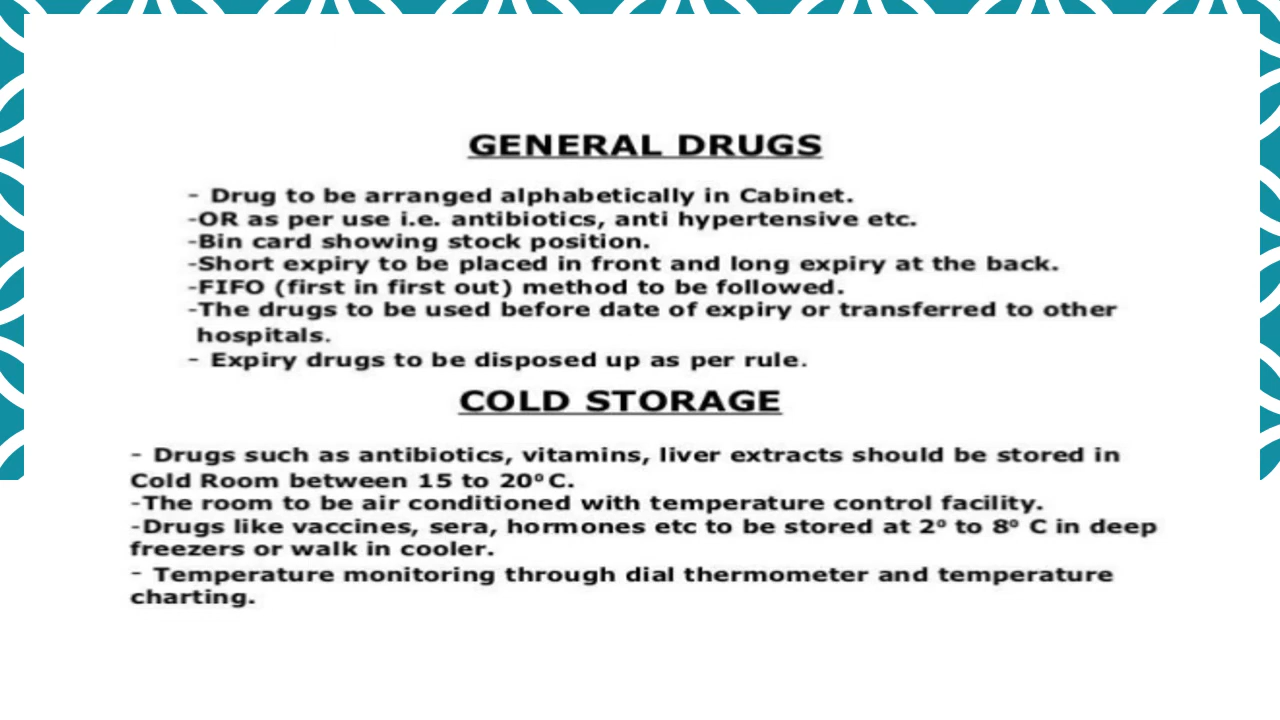 GENERAL DRUGS
- Drug to be arranged alphabetically in Cabinet.
-OR as per use i.e. antibiotics, anti hypertensive etc.
-Bin card showing stock position.
-Short expiry to be placed in front and long expiry at the back.
-FIFO (first in first out) method to be followed.
-The drugs to be used before date of expiry or transferred to other
hospitals.
- Expiry drugs to be disposed up as per rule.
COLD STORAGE
- Drugs such as antibiotics, vitamins, liver extracts should be stored in
Cold Room between 15 to 20º C.
-The room to be air conditioned with temperature control facility.
-Drugs like vaccines, sera, hormones etc to be stored at 2º to 8º C in deep
freezers or walk in cooler.
- Temperature monitoring through dial thermometer and temperature
charting.